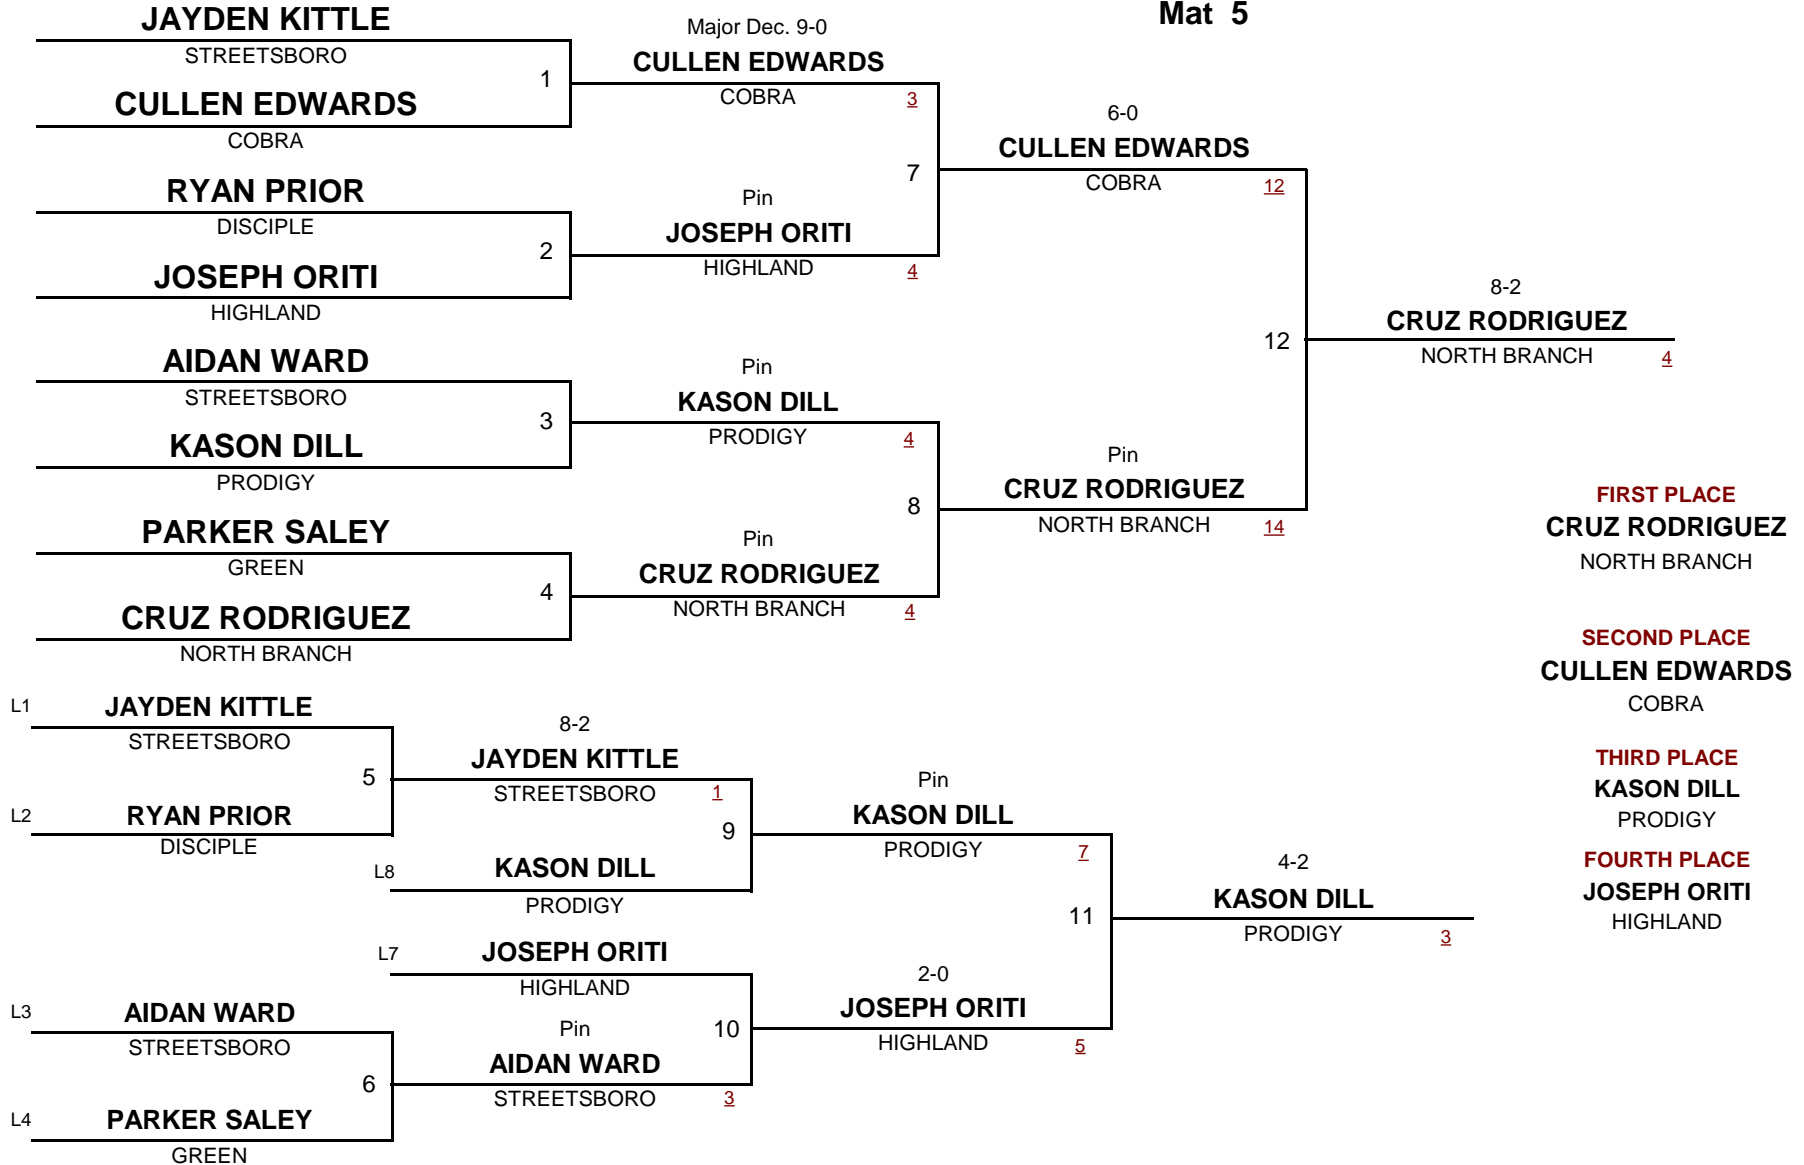 Mat 5
JAYDEN KITTLE
STREETSBORO
1
CULLEN EDWARDS
COBRA
RYAN PRIOR
DISCIPLE
2
JOSEPH ORITI
HIGHLAND
AIDAN WARD
STREETSBORO
3
KASON DILL
PRODIGY
PARKER SALEY
GREEN
4
CRUZ RODRIGUEZ
NORTH BRANCH
Major Dec. 9-0
CULLEN EDWARDS
COBRA 3
7
Pin
JOSEPH ORITI
HIGHLAND 4
Pin
KASON DILL
PRODIGY 4
8
Pin
CRUZ RODRIGUEZ
NORTH BRANCH 4
6-0
CULLEN EDWARDS
COBRA 12
12
Pin
CRUZ RODRIGUEZ
NORTH BRANCH 14
8-2
CRUZ RODRIGUEZ
NORTH BRANCH 4
FIRST PLACE
CRUZ RODRIGUEZ
NORTH BRANCH
SECOND PLACE
CULLEN EDWARDS
COBRA
THIRD PLACE
KASON DILL
PRODIGY
FOURTH PLACE
JOSEPH ORITI
HIGHLAND
L1 JAYDEN KITTLE
STREETSBORO
5
L2 RYAN PRIOR
DISCIPLE
8-2
JAYDEN KITTLE
STREETSBORO 1
9
L8 KASON DILL
PRODIGY
L7 JOSEPH ORITI
HIGHLAND
10
Pin
AIDAN WARD
STREETSBORO 3
L3 AIDAN WARD
STREETSBORO
6
L4 PARKER SALEY
GREEN
Pin
KASON DILL
PRODIGY 7
11
2-0
JOSEPH ORITI
HIGHLAND 5
4-2
KASON DILL
PRODIGY 3